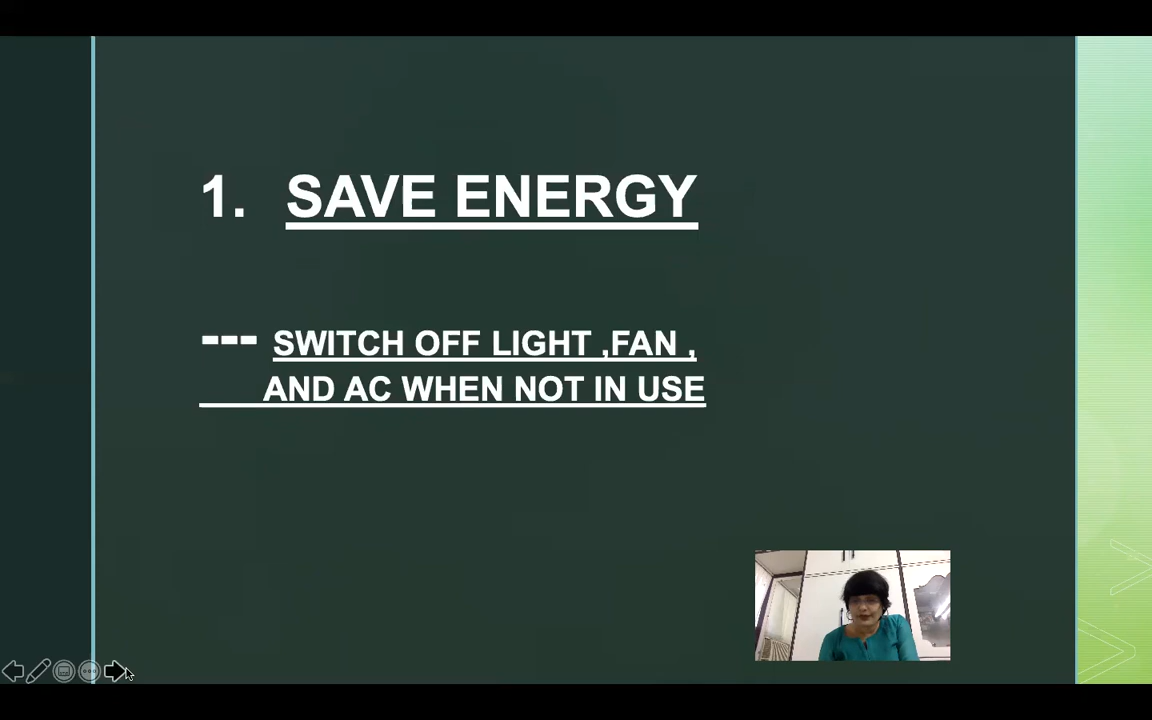 1. SAVE ENERGY
--- SWITCH OFF LIGHT ,FAN ,
AND AC WHEN NOT IN USE